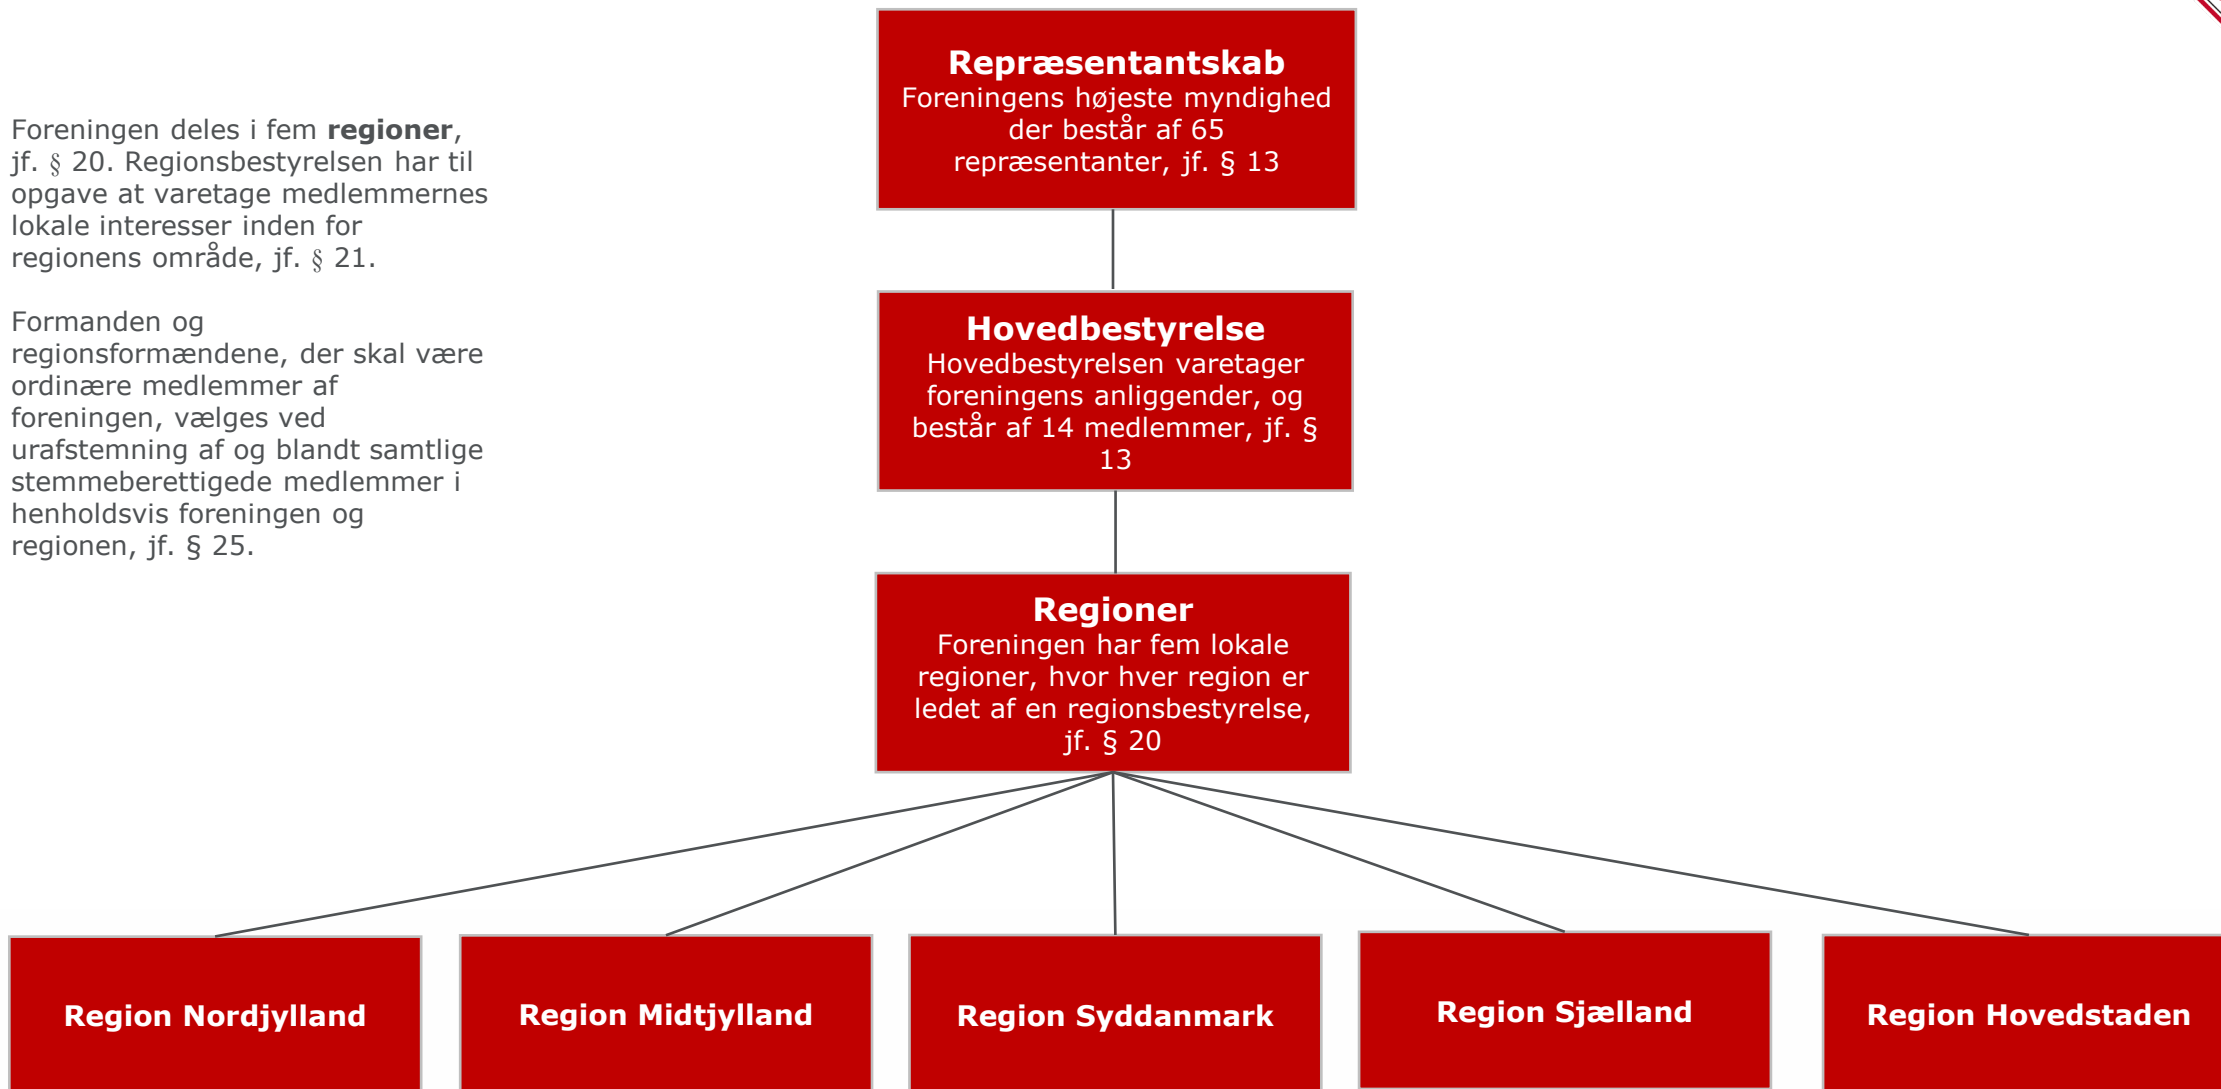 Foreningen deles i fem regioner,
jf. § 20. Regionsbestyrelsen har til
opgave at varetage medlemmernes
lokale interesser inden for
regionens område, jf. § 21.
Formanden og
regionsformændene, der skal være
ordinære medlemmer af
foreningen, vælges ved
urafstemning af og blandt samtlige
stemmeberettigede medlemmer i
henholdsvis foreningen og
regionen, jf. § 25.
Repræsentantskab
Foreningens højeste myndighed
der består af 65
repræsentanter, jf. § 13
Hovedbestyrelse
Hovedbestyrelsen varetager
foreningens anliggender, og
består af 14 medlemmer, jf. §
13
Regioner
Foreningen har fem lokale
regioner, hvor hver region er
ledet af en regionsbestyrelse,
jf. § 20
Region Nordjylland
Region Midtjylland
Region Syddanmark
Region Sjælland
Region Hovedstaden